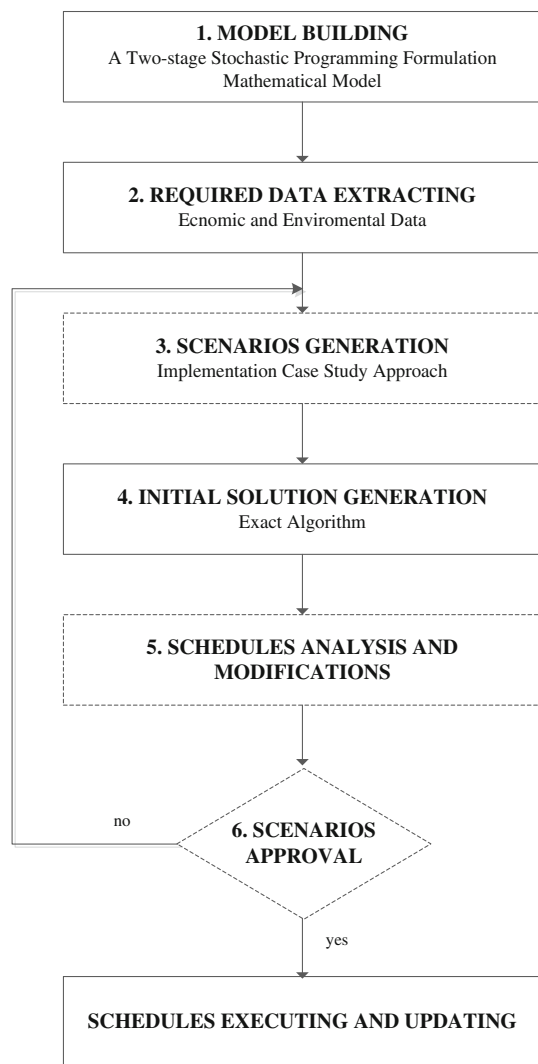 1. MODEL BUILDING
A Two-stage Stochastic Programming Formulation
Mathematical Model
2. REQUIRED DATA EXTRACTING
Ecnomic and Enviromental Data
3. SCENARIOS GENERATION
Implementation Case Study Approach
4. INITIAL SOLUTION GENERATION
Exact Algorithm
5. SCHEDULES ANALYSIS AND
MODIFICATIONS
no
6. SCENARIOS
APPROVAL
yes
SCHEDULES EXECUTING AND UPDATING